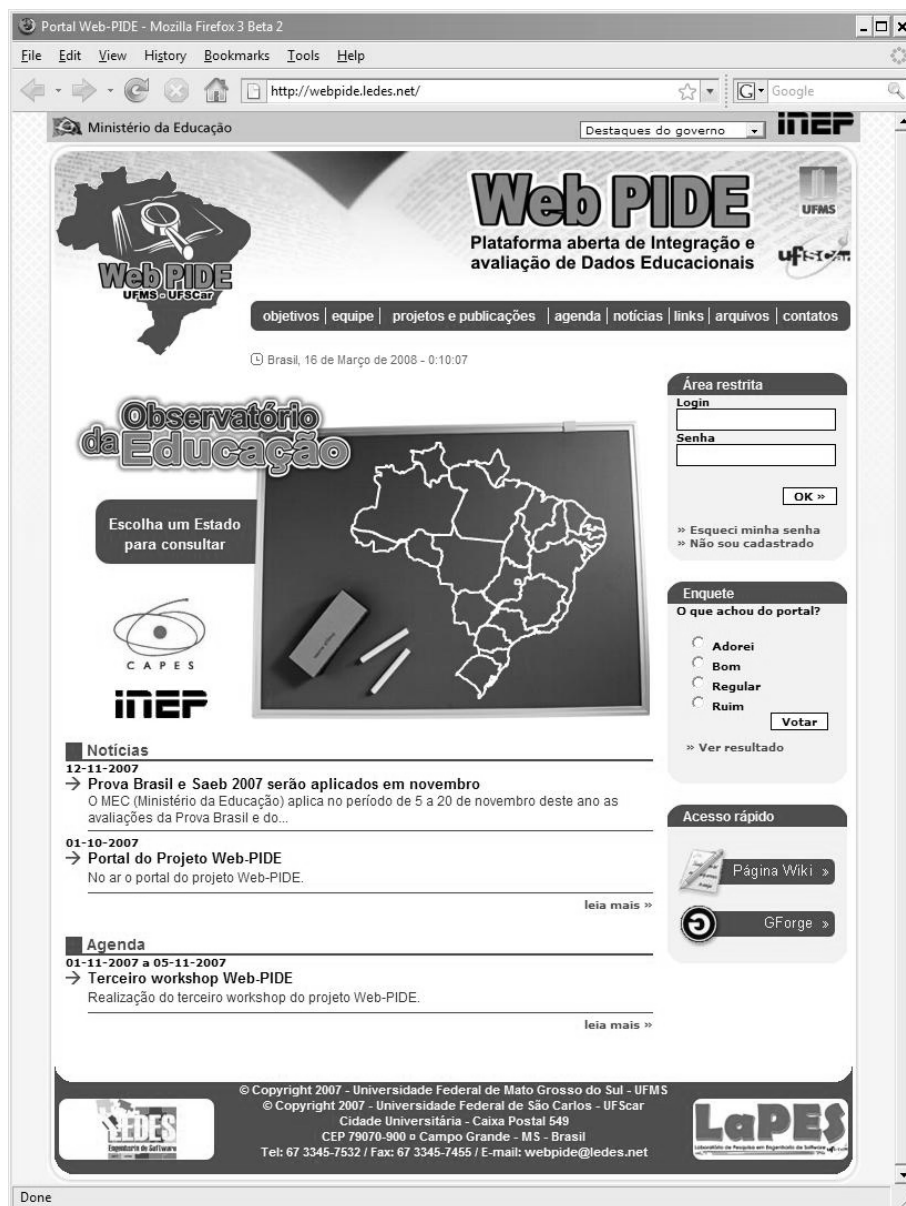 Portal Web-PIDE - Mozilla Firefox 3 Beta 2
File Edit View History Bookmarks Tools Help
http://webpide.ledes.net/
G Google
Ministério da Educação
Destaques do governo
INEP
Web PIDE
UFMS - UFSCar
Web PIDE
Plataforma aberta de Integração e
avaliação de Dados Educacionais
UFMS
ufscar
objetivos | equipe | projetos e publicações | agenda | notícias | links | arquivos | contatos
Brasil, 16 de Março de 2008 - 0:10:07
Observatório
da Educação
Escolha um Estado
para consultar
CAPES
INEP
Área restrita
Login
Senha
OK »
» Esqueci minha senha
» Não sou cadastrado
Enquete
O que achou do portal?
Adorei
Bom
Regular
Ruim
Votar
» Ver resultado
Acesso rápido
Página Wiki »
GForge »
Notícias
12-11-2007
Prova Brasil e Saeb 2007 serão aplicados em novembro
O MEC (Ministério da Educação) aplica no período de 5 a 20 de novembro deste ano as
avaliações da Prova Brasil e do...
01-10-2007
Portal do Projeto Web-PIDE
No ar o portal do projeto Web-PIDE.
leia mais »
Agenda
01-11-2007 a 05-11-2007
Terceiro workshop Web-PIDE
Realização do terceiro workshop do projeto Web-PIDE.
leia mais »
LEDES
Engenharia de Software
© Copyright 2007 - Universidade Federal de Mato Grosso do Sul - UFMS
© Copyright 2007 - Universidade Federal de São Carlos - UFScar
Cidade Universitária - Caixa Postal 549
CEP 79070-900 ¤ Campo Grande - MS - Brasil
Tel: 67 3345-7532 / Fax: 67 3345-7455 / E-mail: webpide@ledes.net
LaPES
Laboratório de Pesquisa em Engenharia de Software
Done